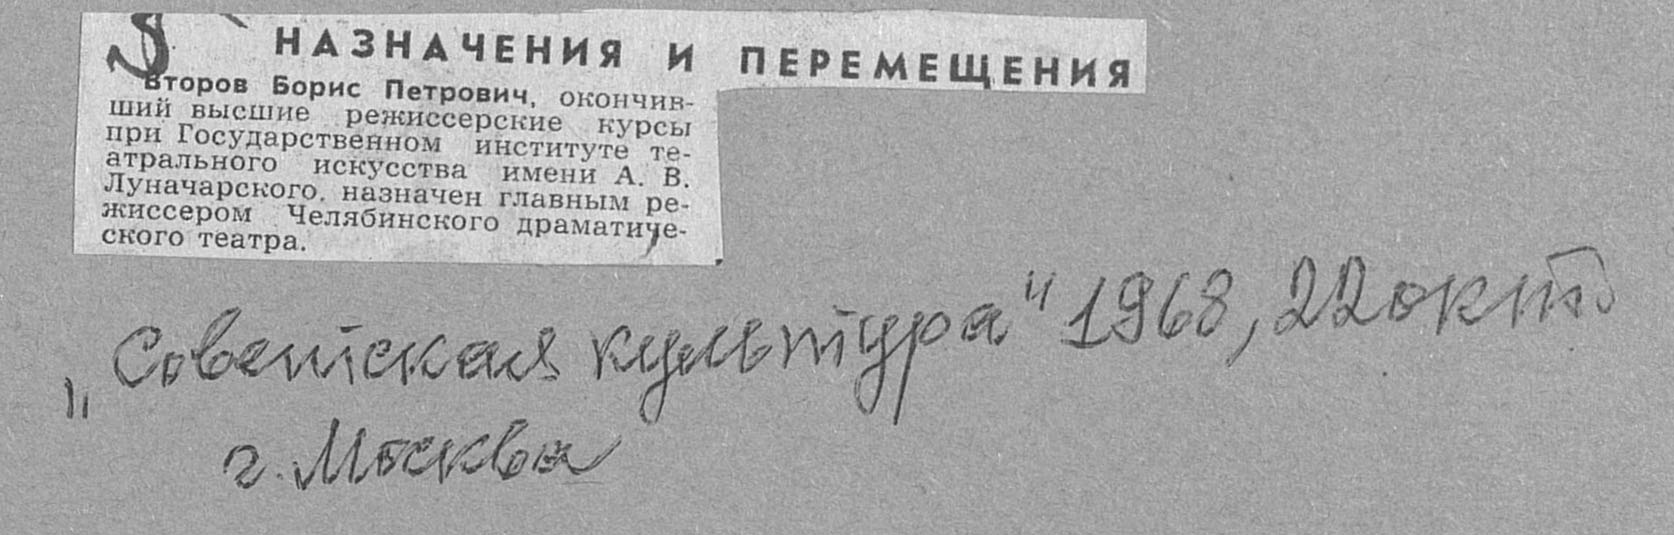 НАЗНАЧЕНИЯ И ПЕРЕМЕЩЕНИЯ
Второв Борис Петрович, окончив-
ший высшие режиссерские курсы
при Государственном институте те-
атрального искусства имени А. В.
Луначарского, назначен главным ре-
жиссером Челябинского драматиче-
ского театра.
„Советская культура" 1968, 22 окт.
г. Москва